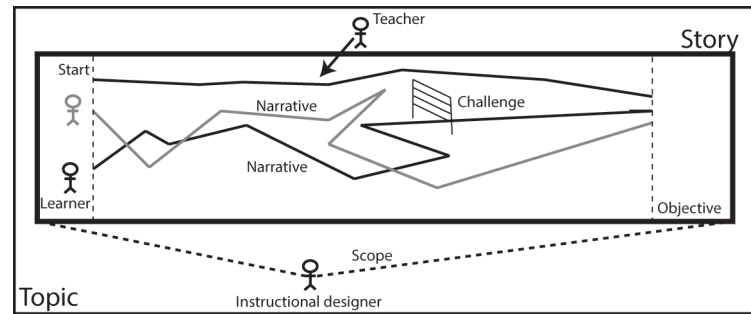 Teacher
Story
Start
Narrative
Challenge
Narrative
Learner
Objective
Scope
Topic
Instructional designer